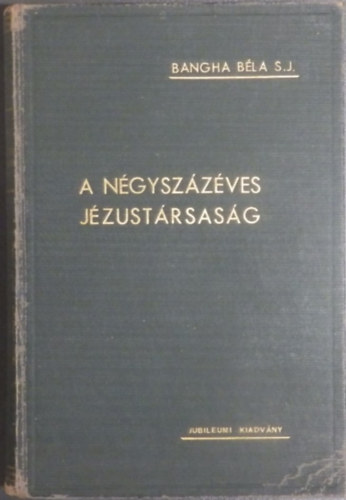 BANGHA BÉLA S.J.
A NÉGYSZÁZÉVES
JÉZUSTÁRSASÁG
JUBILEUMI KIADVÁNY